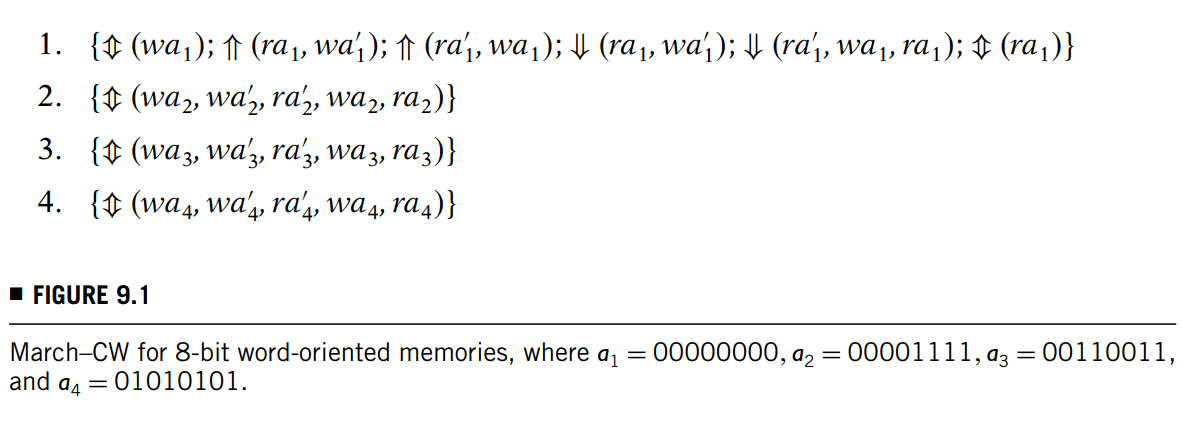 1. {⇕ (wa₁); ⇑ (ra₁, wa′₁); ⇑ (ra′₁, wa₁); ⇓ (ra₁, wa′₁); ⇓ (ra′₁, wa₁, ra₁); ⇕ (ra₁)}
2. {⇕ (wa₂, wa′₂, ra′₂, wa₂, ra₂)}
3. {⇕ (wa₃, wa′₃, ra′₃, wa₃, ra₃)}
4. {⇕ (wa₄, wa′₄, ra′₄, wa₄, ra₄)}
■ FIGURE 9.1
March–CW for 8-bit word-oriented memories, where a₁ = 00000000, a₂ = 00001111, a₃ = 00110011,
and a₄ = 01010101.